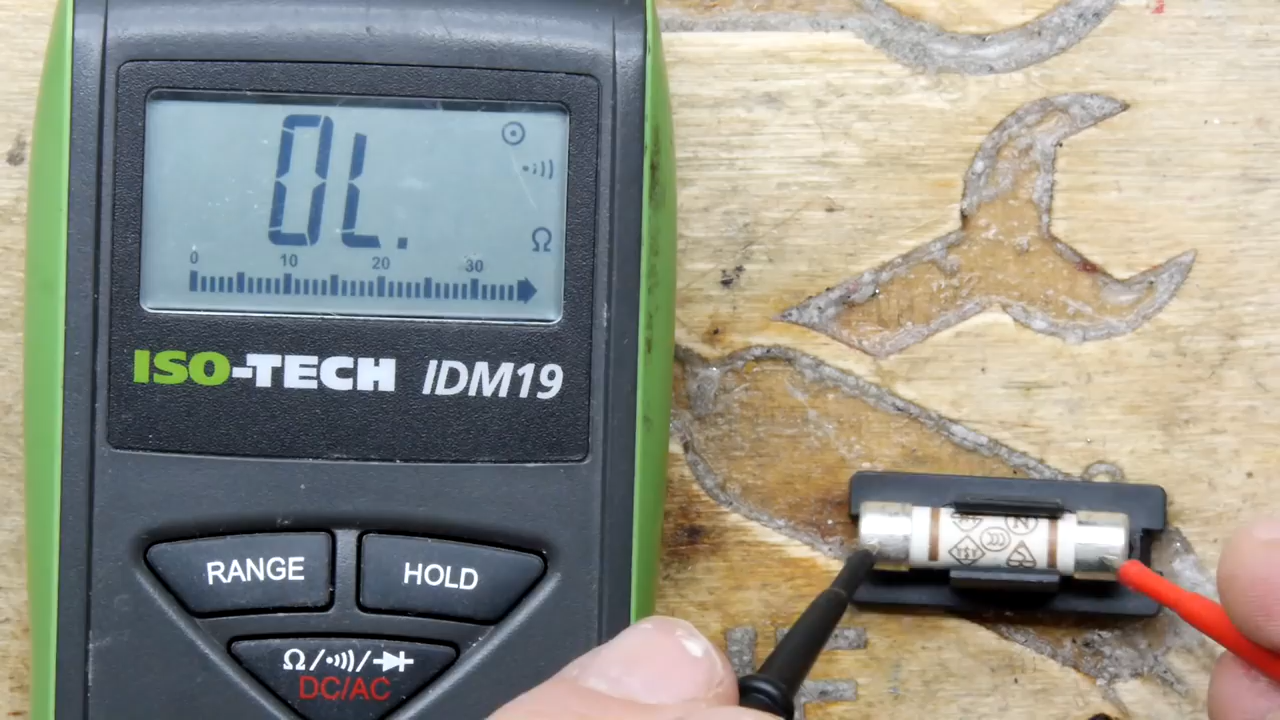 OL.
Ω
0 10 20 30
ISO-TECH IDM19
RANGE HOLD
Ω/•))) /
DC/AC